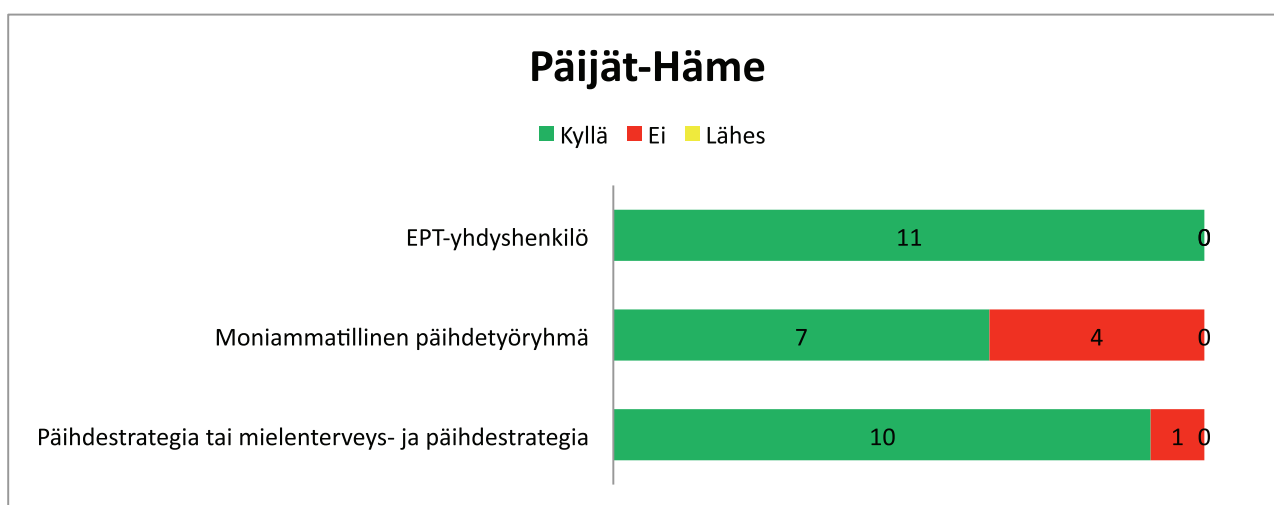 Päijät-Häme
Kyllä Ei Lähes
EPT-yhdyshenkilö 11 0
Moniammatillinen päihdetyöryhmä 7 4 0
Päihdestrategia tai mielenterveys- ja päihdestrategia 10 1 0